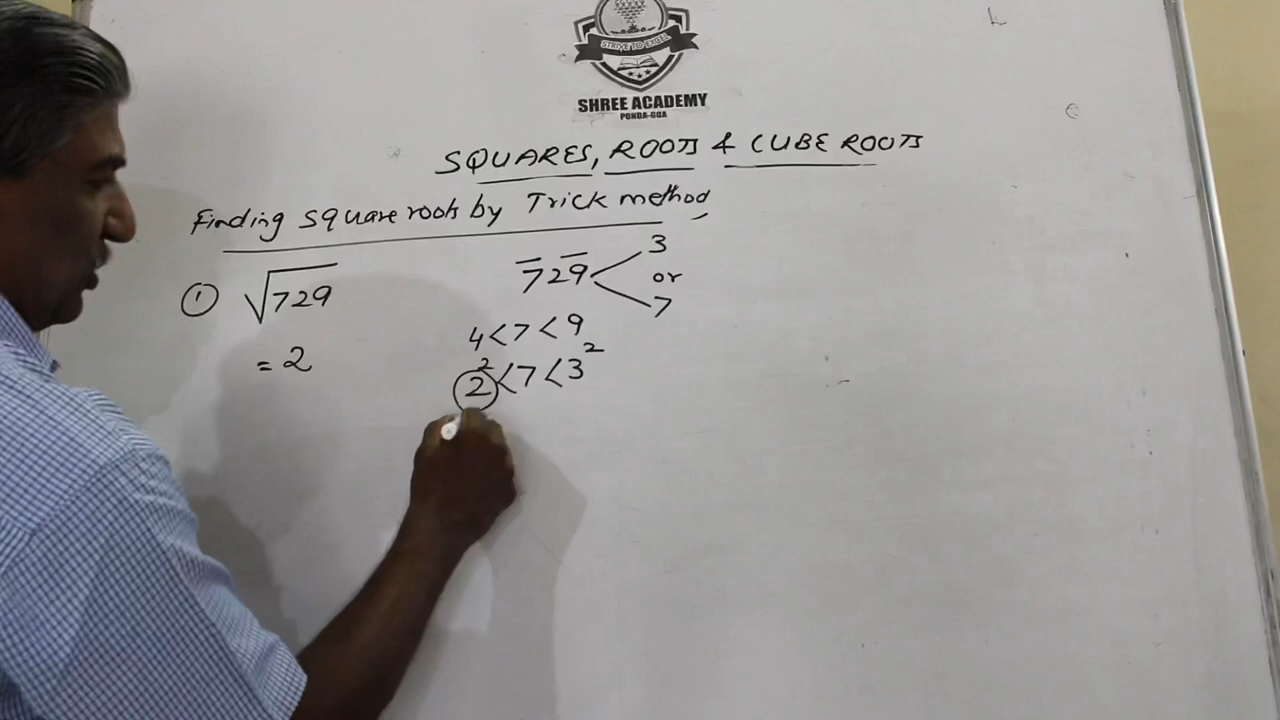 STRIVE TO EXCEL
SHREE ACADEMY
PONDA-GOA
SQUARES, ROOTS & CUBE ROOTS
Finding square roots by Trick method
① √729
= 2
729 < 3 or 7
4 < 7 < 9
2² < 7 < 3²